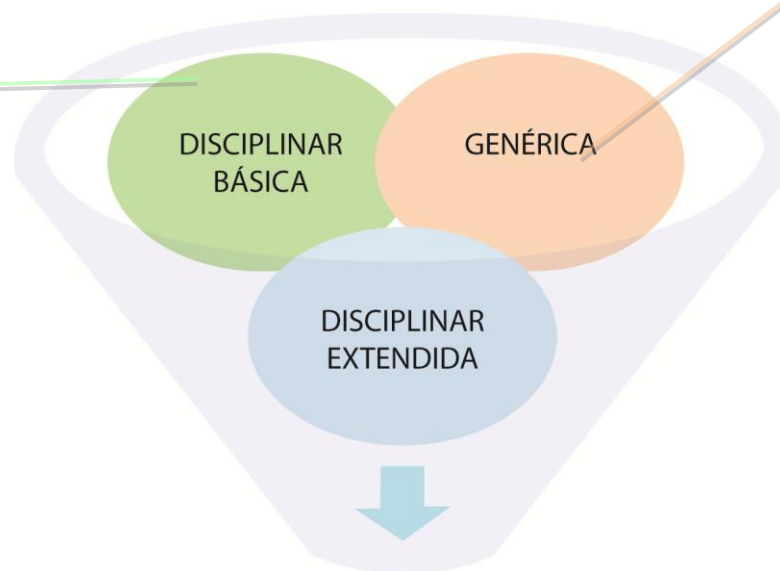 DISCIPLINAR
BÁSICA
GENÉRICA
DISCIPLINAR
EXTENDIDA